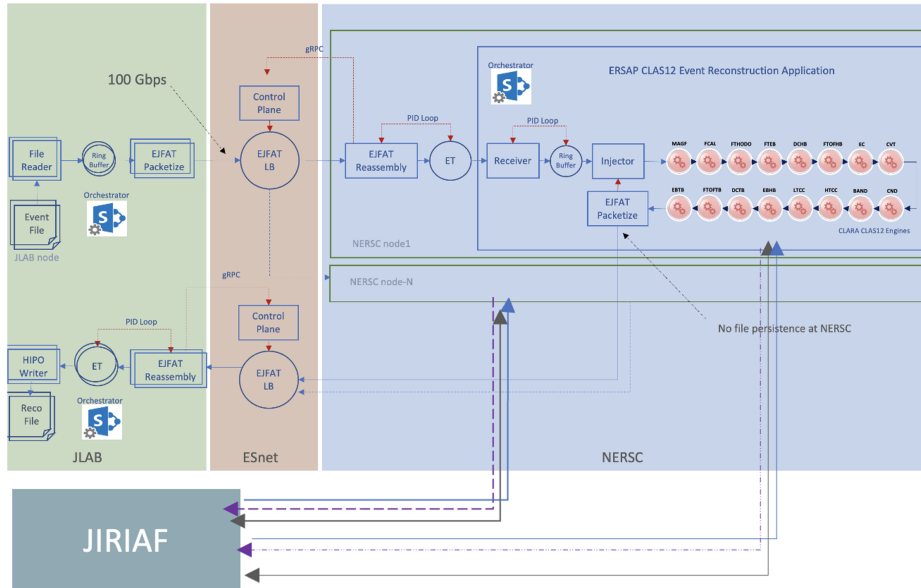 gRPC
100 Gbps
Orchestrator
ERSAP CLAS12 Event Reconstruction Application
Control
Plane
PID Loop
PID Loop
File
Reader
Ring
Buffer
EJFAT
Packetize
EJFAT
LB
EJFAT
Reassembly
ET
Receiver
Ring
Buffer
Injector
MAGF
FCAL
FTHODO
FTEB
DCHB
FTOFHB
EC
CVT
Orchestrator
Event
File
JLAB node
EJFAT
Packetize
EBTB
FTOFTB
DCTB
EBHB
LTCC
HTCC
BAND
CND
CLARA CLAS12 Engines
NERSC node1
gRPC
NERSC node-N
PID Loop
Control
Plane
No file persistence at NERSC
HIPO
Writer
ET
EJFAT
Reassembly
EJFAT
LB
Orchestrator
Reco
File
JLAB
ESnet
NERSC
JIRIAF